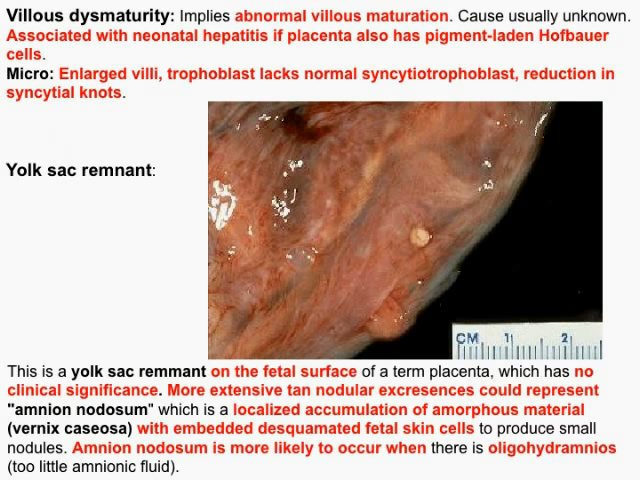 Villous dysmaturity: Implies abnormal villous maturation. Cause usually unknown.
Associated with neonatal hepatitis if placenta also has pigment-laden Hofbauer
cells.
Micro: Enlarged villi, trophoblast lacks normal syncytiotrophoblast, reduction in
syncytial knots.
Yolk sac remnant:
CM 1 2
This is a yolk sac remnant on the fetal surface of a term placenta, which has no
clinical significance. More extensive tan nodular excresences could represent
"amnion nodosum" which is a localized accumulation of amorphous material
(vernix caseosa) with embedded desquamated fetal skin cells to produce small
nodules. Amnion nodosum is more likely to occur when there is oligohydramnios
(too little amnionic fluid).